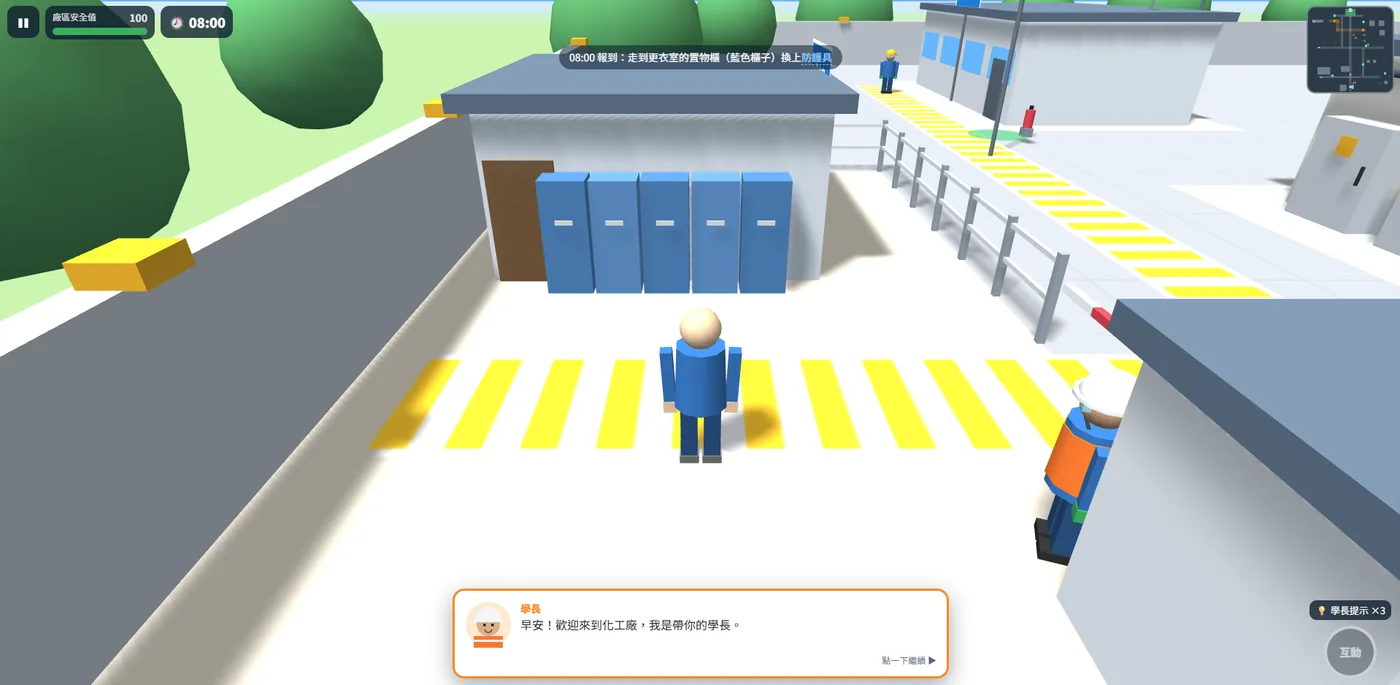 廠區安全值 100
08:00
08:00 報到：走到更衣室的置物櫃（藍色櫃子）換上防護具
學長
早安！歡迎來到化工廠，我是帶你的學長。
點一下繼續 ▶
學長提示 ×3
互動